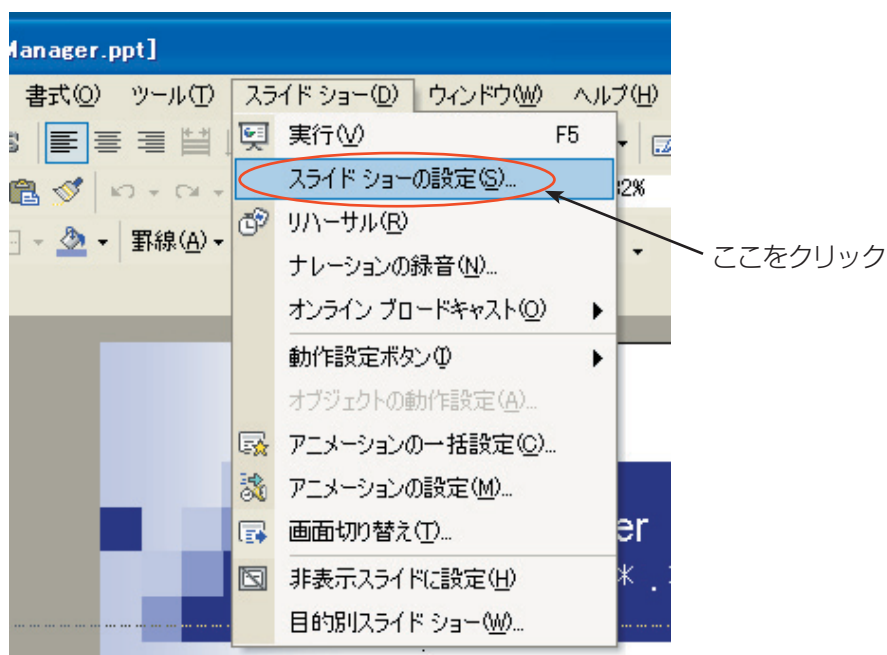 Manager.ppt]
書式(O) ツール(T) スライド ショー(D) ウィンドウ(W) ヘルプ(H)
実行(V) F5
スライド ショーの設定(S)...
リハーサル(R)
罫線(A)
ナレーションの録音(N)...
オンライン ブロードキャスト(O)
動作設定ボタン(I)
オブジェクトの動作設定(A)...
アニメーションの一括設定(C)...
アニメーションの設定(M)...
画面切り替え(T)...
非表示スライドに設定(H)
目的別スライド ショー(W)...
2%
ここをクリック
er
*.